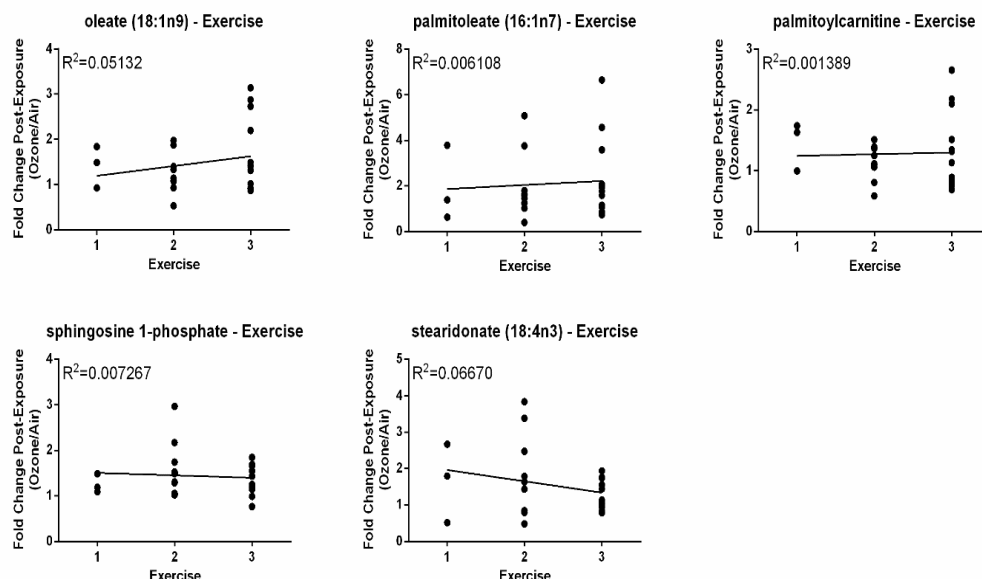 oleate (18:1n9) - Exercise
R²=0.05132
4
3
2
1
0
Fold Change Post-Exposure
(Ozone/Air)
1 2 3
Exercise
palmitoleate (16:1n7) - Exercise
R²=0.006108
8
6
4
2
0
Fold Change Post-Exposure
(Ozone/Air)
1 2 3
Exercise
palmitoylcarnitine - Exercise
R²=0.001389
3
2
1
0
Fold Change Post-Exposure
(Ozone/Air)
1 2 3
Exercise
sphingosine 1-phosphate - Exercise
R²=0.007267
4
3
2
1
0
Fold Change Post-Exposure
(Ozone/Air)
1 2 3
Exercise
stearidonate (18:4n3) - Exercise
R²=0.06670
5
4
3
2
1
0
Fold Change Post-Exposure
(Ozone/Air)
1 2 3
Exercise